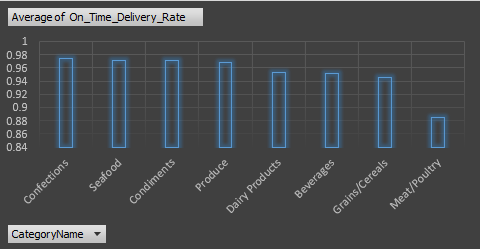 Average of On_Time_Delivery_Rate
1
0.98
0.96
0.94
0.92
0.9
0.88
0.86
0.84
Confections
Seafood
Condiments
Produce
Dairy Products
Beverages
Grains/Cereals
Meat/Poultry
CategoryName